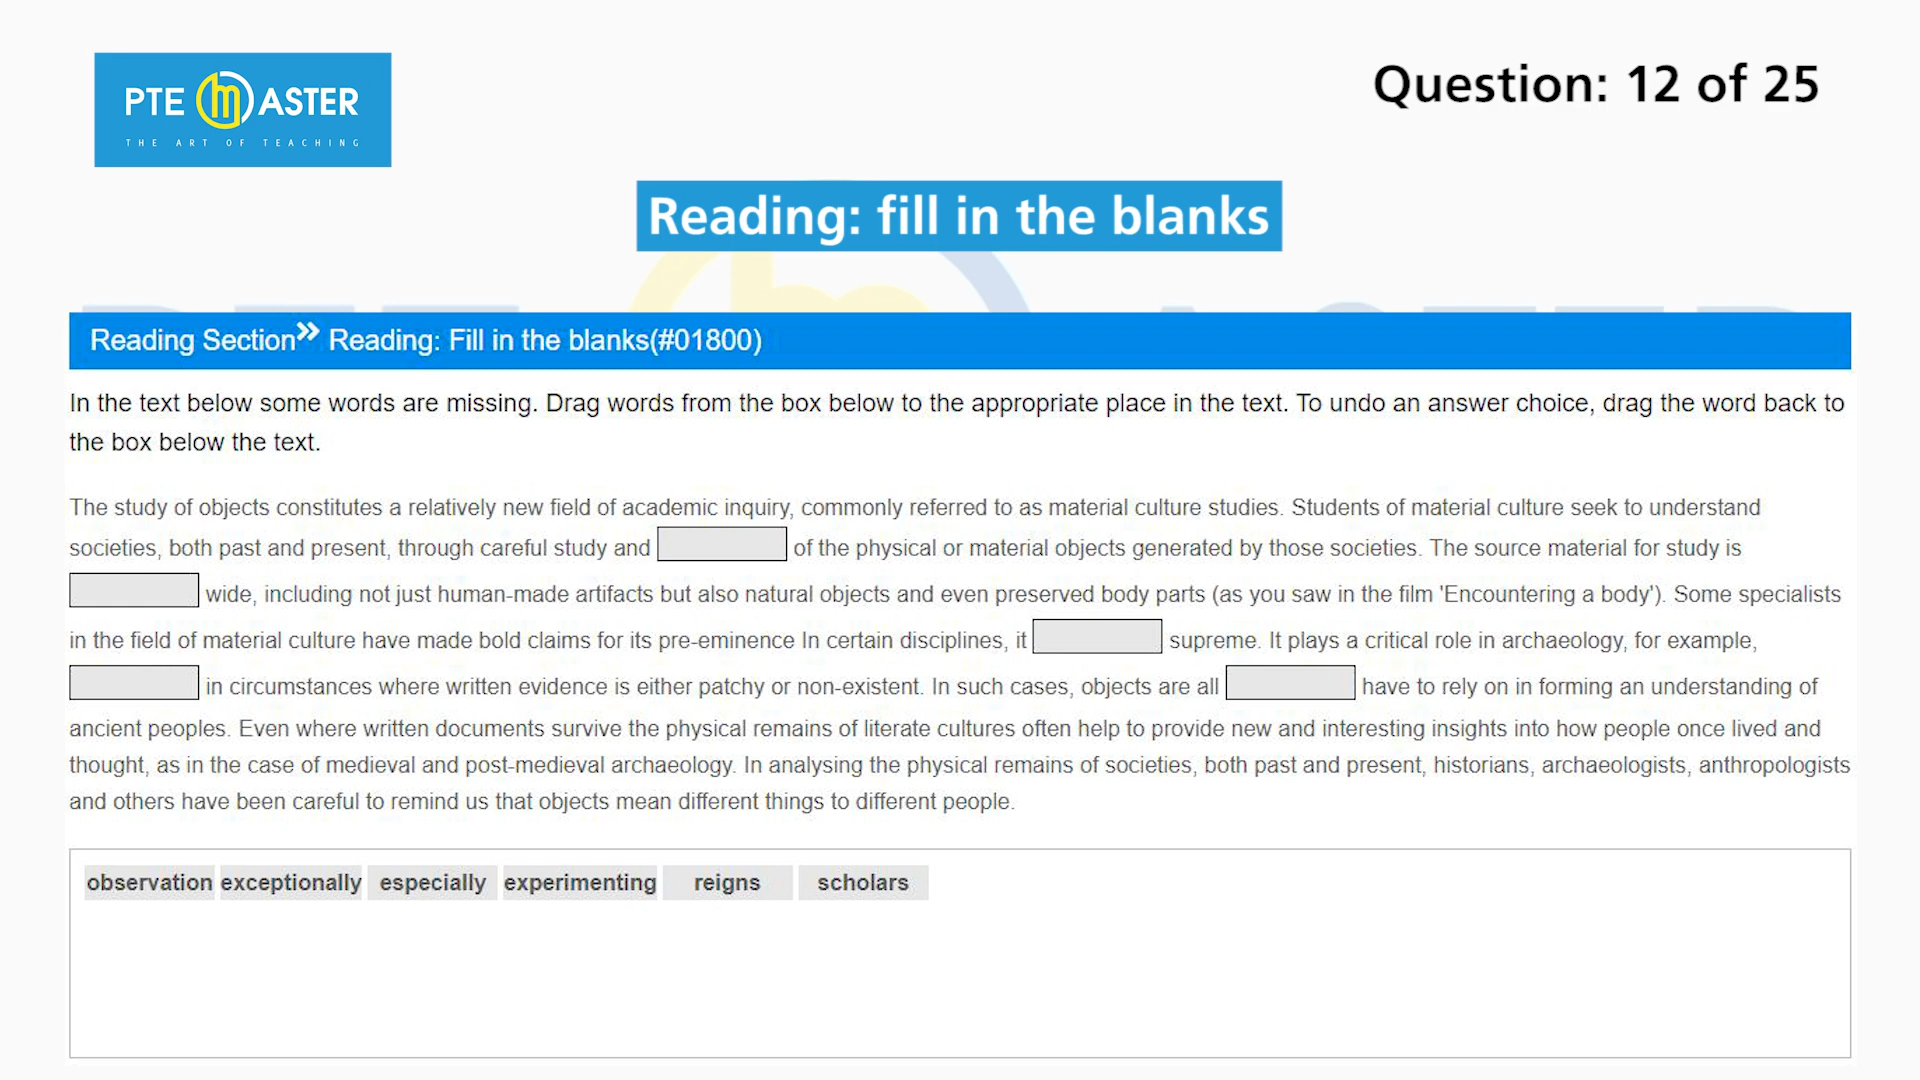 PTE MASTER
THE ART OF TEACHING
Question: 12 of 25
Reading: fill in the blanks
Reading Section» Reading: Fill in the blanks(#01800)
In the text below some words are missing. Drag words from the box below to the appropriate place in the text. To undo an answer choice, drag the word back to
the box below the text.
The study of objects constitutes a relatively new field of academic inquiry, commonly referred to as material culture studies. Students of material culture seek to understand
societies, both past and present, through careful study and of the physical or material objects generated by those societies. The source material for study is
wide, including not just human-made artifacts but also natural objects and even preserved body parts (as you saw in the film 'Encountering a body'). Some specialists
in the field of material culture have made bold claims for its pre-eminence In certain disciplines, it supreme. It plays a critical role in archaeology, for example,
in circumstances where written evidence is either patchy or non-existent. In such cases, objects are all have to rely on in forming an understanding of
ancient peoples. Even where written documents survive the physical remains of literate cultures often help to provide new and interesting insights into how people once lived and
thought, as in the case of medieval and post-medieval archaeology. In analysing the physical remains of societies, both past and present, historians, archaeologists, anthropologists
and others have been careful to remind us that objects mean different things to different people.
observation exceptionally especially experimenting reigns scholars